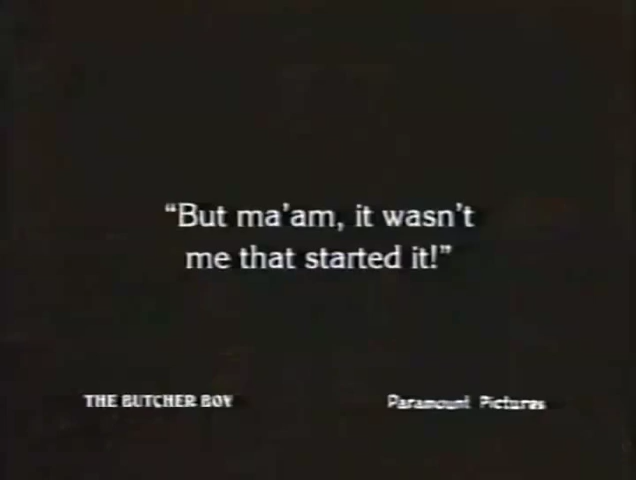 “But ma’am, it wasn’t
me that started it!”
THE BUTCHER BOY
Paramount Pictures